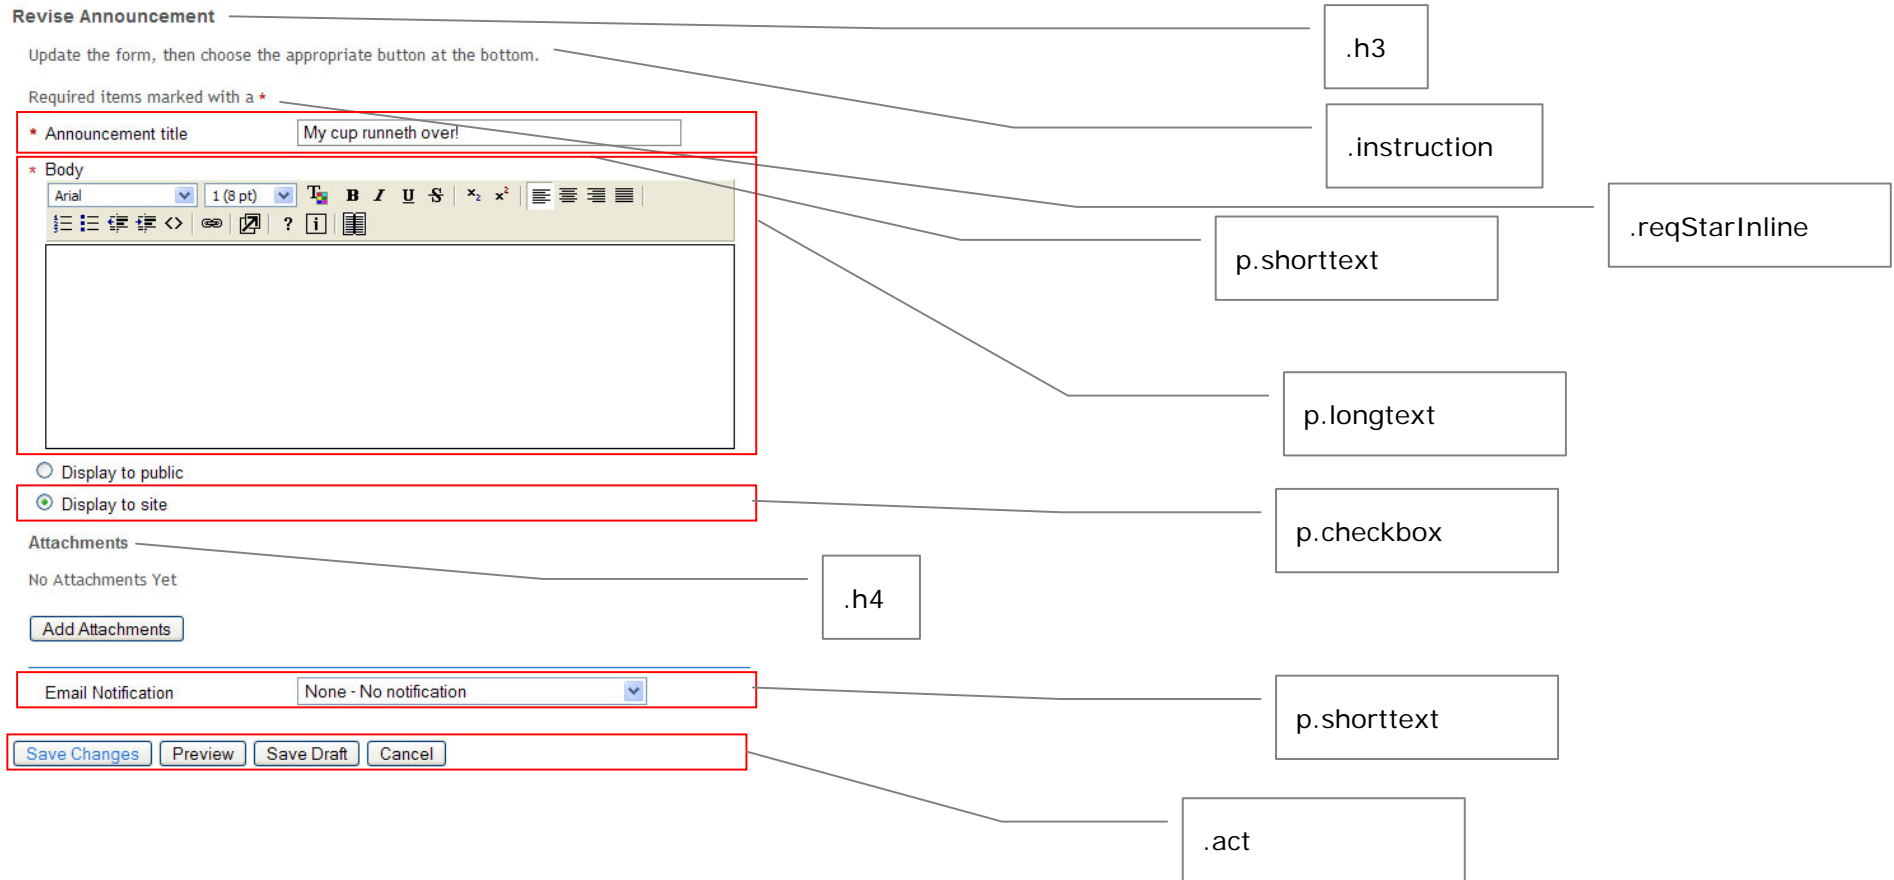 Revise Announcement
.h3
Update the form, then choose the appropriate button at the bottom.
Required items marked with a *
.instruction
* Announcement title My cup runneth over!
* Body
Arial 1 (8 pt) T B I U S x₂ x²
? i
.reqStarInline
p.shorttext
p.longtext
Display to public
Display to site
p.checkbox
Attachments
No Attachments Yet
.h4
Add Attachments
Email Notification None - No notification
p.shorttext
Save Changes Preview Save Draft Cancel
.act